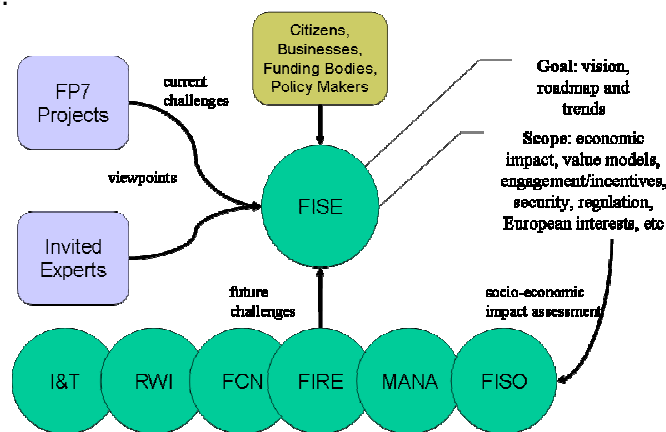 .
Citizens,
Businesses,
Funding Bodies,
Policy Makers
FP7
Projects
current
challenges
Goal: vision,
roadmap and
trends
Scope: economic
impact, value models,
engagement/incentives,
security, regulation,
European interests, etc
viewpoints
FISE
Invited
Experts
future
challenges
socio-economic
impact assessment
I&T
RWI
FCN
FIRE
MANA
FISO